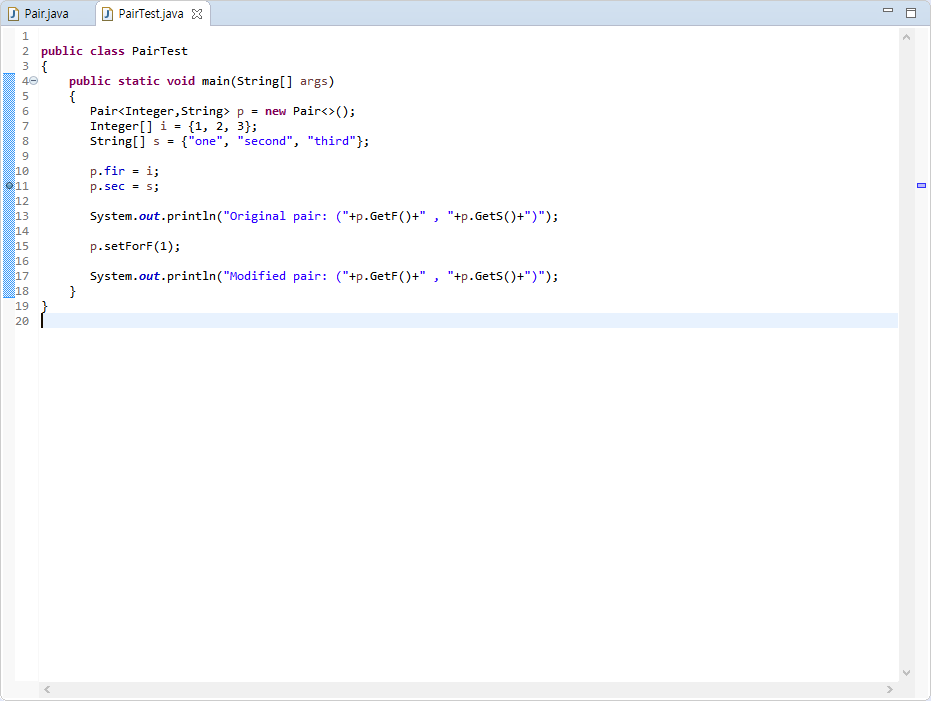 Pair.java PairTest.java
1
2 public class PairTest
3 {
4 public static void main(String[] args)
5 {
6 Pair<Integer,String> p = new Pair<>();
7 Integer[] i = {1, 2, 3};
8 String[] s = {"one", "second", "third"};
9
10 p.fir = i;
11 p.sec = s;
12
13 System.out.println("Original pair: ("+p.GetF()+" , "+p.GetS()+")");
14
15 p.setForF(1);
16
17 System.out.println("Modified pair: ("+p.GetF()+" , "+p.GetS()+")");
18 }
19 }
20